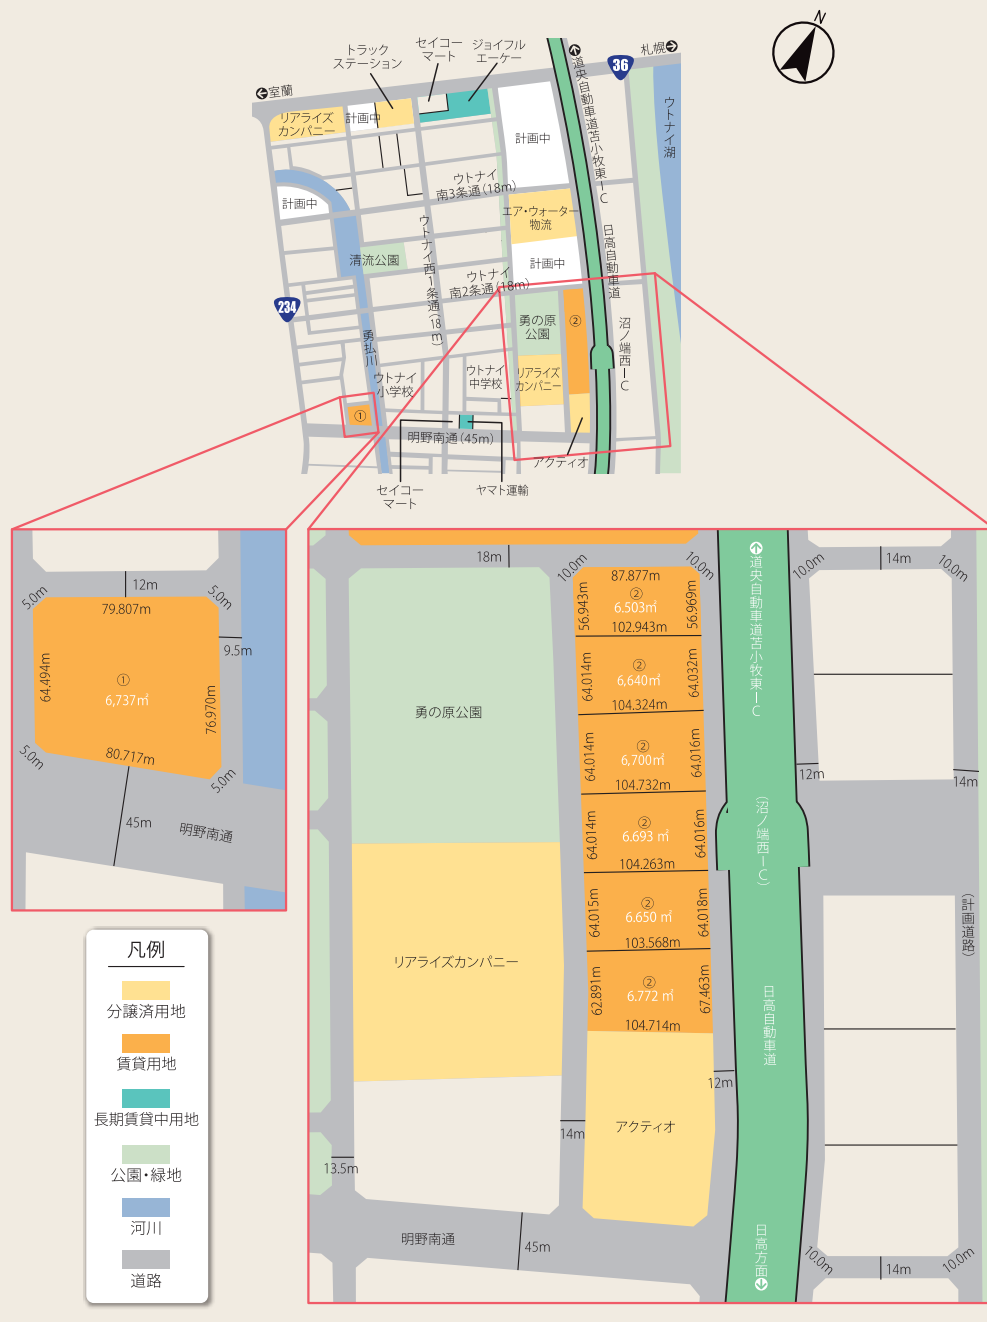 N
トラック
ステーション
セイコー
マート
ジョイフル
エーケー
札幌
36
室蘭
リアライズ
カンパニー
計画中
計画中
道央自動車道苫小牧東IC
ウトナイ湖
計画中
ウトナイ
南3条通(18m)
エア・ウォーター
物流
計画中
日高自動車道
清流公園
ウトナイ西1条通(18m)
ウトナイ
南2条通(18m)
234
勇払川
勇の原
公園
②
沼ノ端西IC
ウトナイ
小学校
ウトナイ
中学校
リアライズ
カンパニー
①
明野南通(45m)
アクティオ
セイコー
マート
ヤマト運輸
12m
5.0m
5.0m
79.807m
9.5m
64.494m
①
6,737㎡
76.970m
80.717m
5.0m
5.0m
45m
明野南通
18m
10.0m
10.0m
87.877m
56.943m
②
6.503㎡
56.969m
102.943m
64.014m
②
6,640㎡
64.032m
104.324m
64.014m
②
6,700㎡
64.016m
104.732m
64.014m
②
6.693 ㎡
64.016m
104.263m
64.015m
②
6.650 ㎡
64.018m
103.568m
62.891m
②
6.772 ㎡
67.463m
104.714m
勇の原公園
リアライズカンパニー
アクティオ
道央自動車道苫小牧東IC
(沼ノ端西IC)
日高自動車道
日高方面
10.0m
14m
10.0m
12m
14m
(計画道路)
12m
14m
13.5m
明野南通
45m
10.0m
14m
10.0m
凡例
分譲済用地
賃貸用地
長期賃貸中用地
公園・緑地
河川
道路